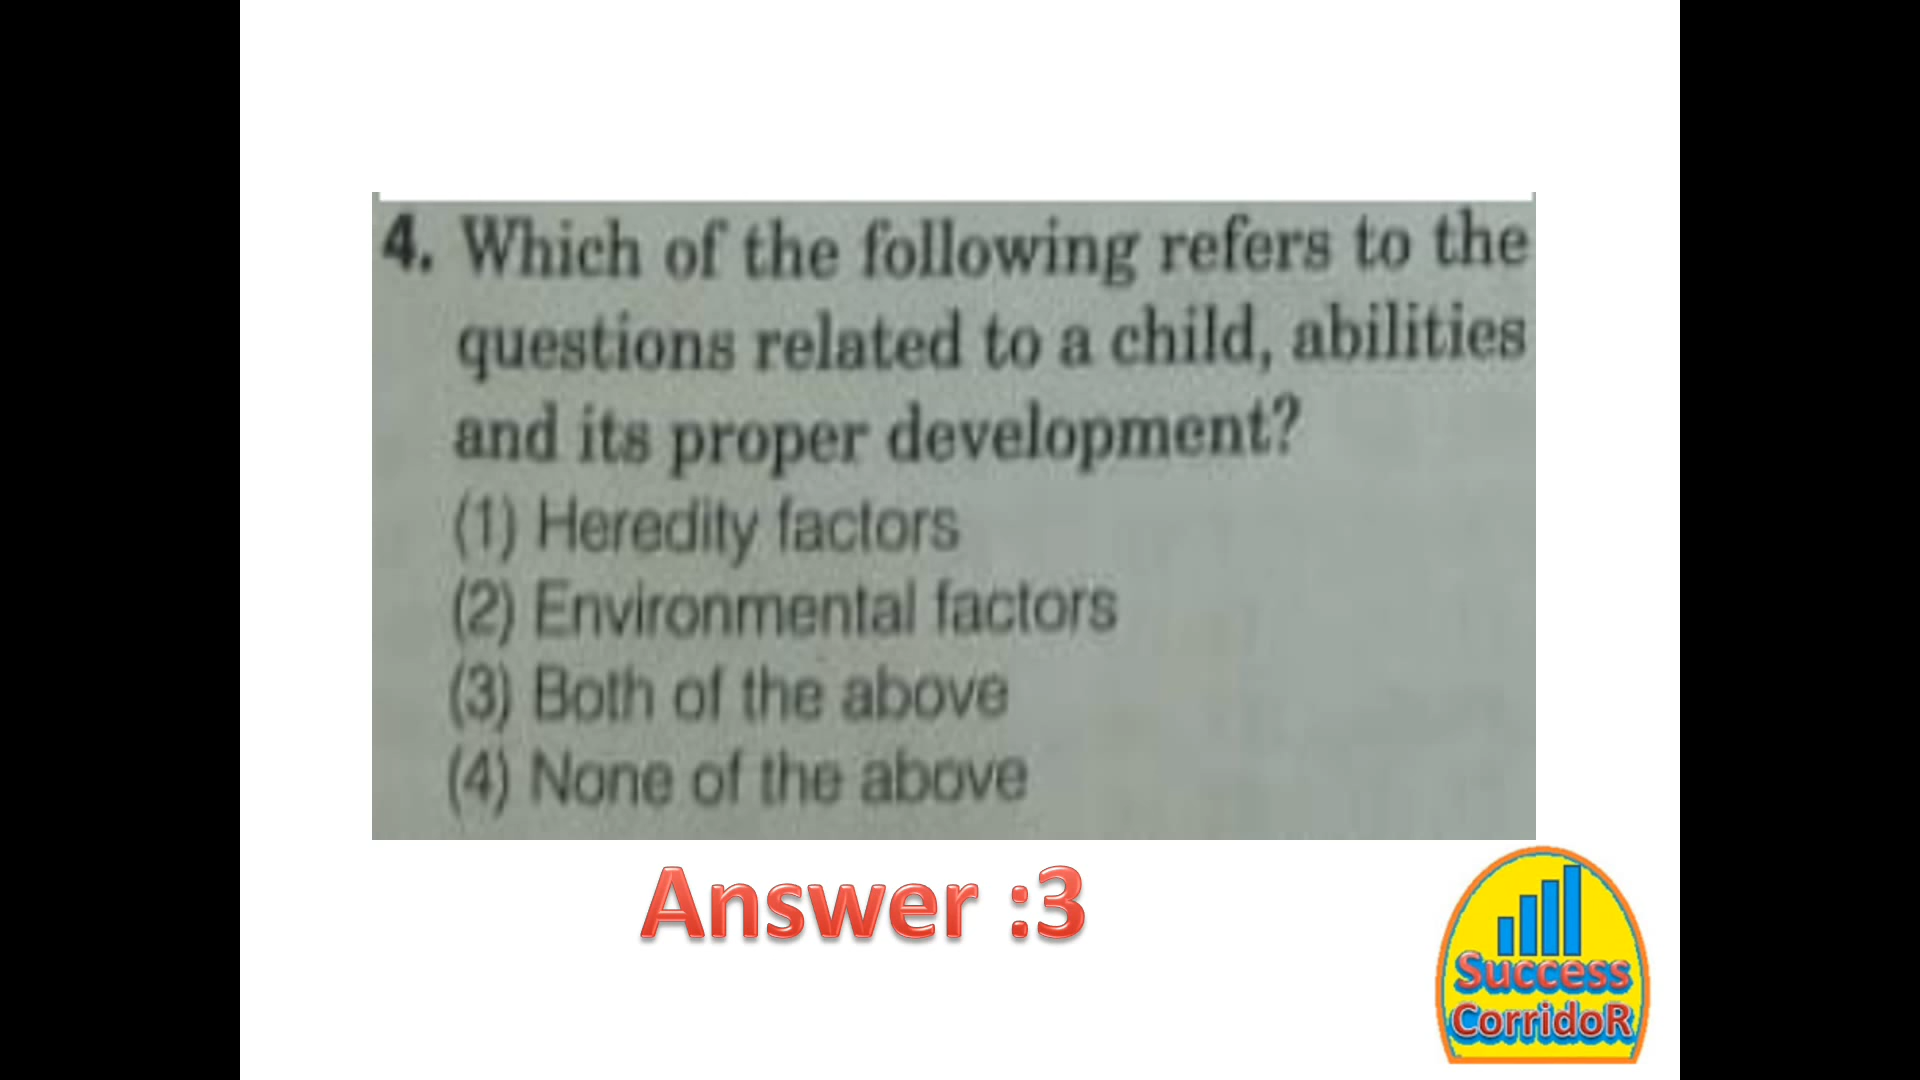 4. Which of the following refers to the
questions related to a child, abilities
and its proper development?
(1) Heredity factors
(2) Environmental factors
(3) Both of the above
(4) None of the above
Answer :3
Success
CorridoR